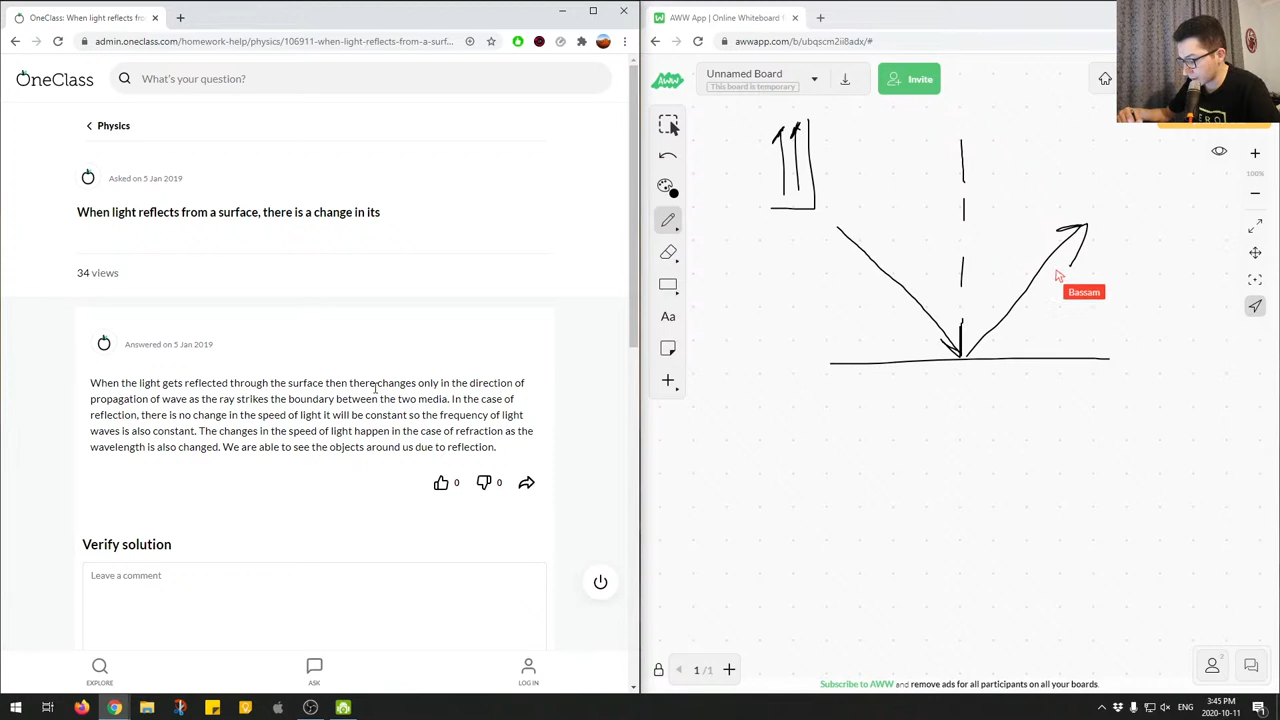 OneClass: When light reflects fro
AWW App | Online Whiteboard f
admin.oneclass.com/homework-help/physics/106911-when-light-reflects-from-a-surf...
awwapp.com/b/ubqscm2ii8adx/#
OneClass
What's your question?
Unnamed Board
This board is temporary
Invite
Physics
Asked on 5 Jan 2019
When light reflects from a surface, there is a change in its
34 views
100%
Bassam
Answered on 5 Jan 2019
When the light gets reflected through the surface then there changes only in the direction of
propagation of wave as the ray strikes the boundary between the two media. In the case of
reflection, there is no change in the speed of light it will be constant so the frequency of light
waves is also constant. The changes in the speed of light happen in the case of refraction as the
wavelength is also changed. We are able to see the objects around us due to reflection.
Aa
0
0
Verify solution
Leave a comment
EXPLORE
ASK
LOG IN
1 / 1
7
Subscribe to AWW and remove ads for all participants on all your boards.
ENG
3:45 PM
2020-10-11